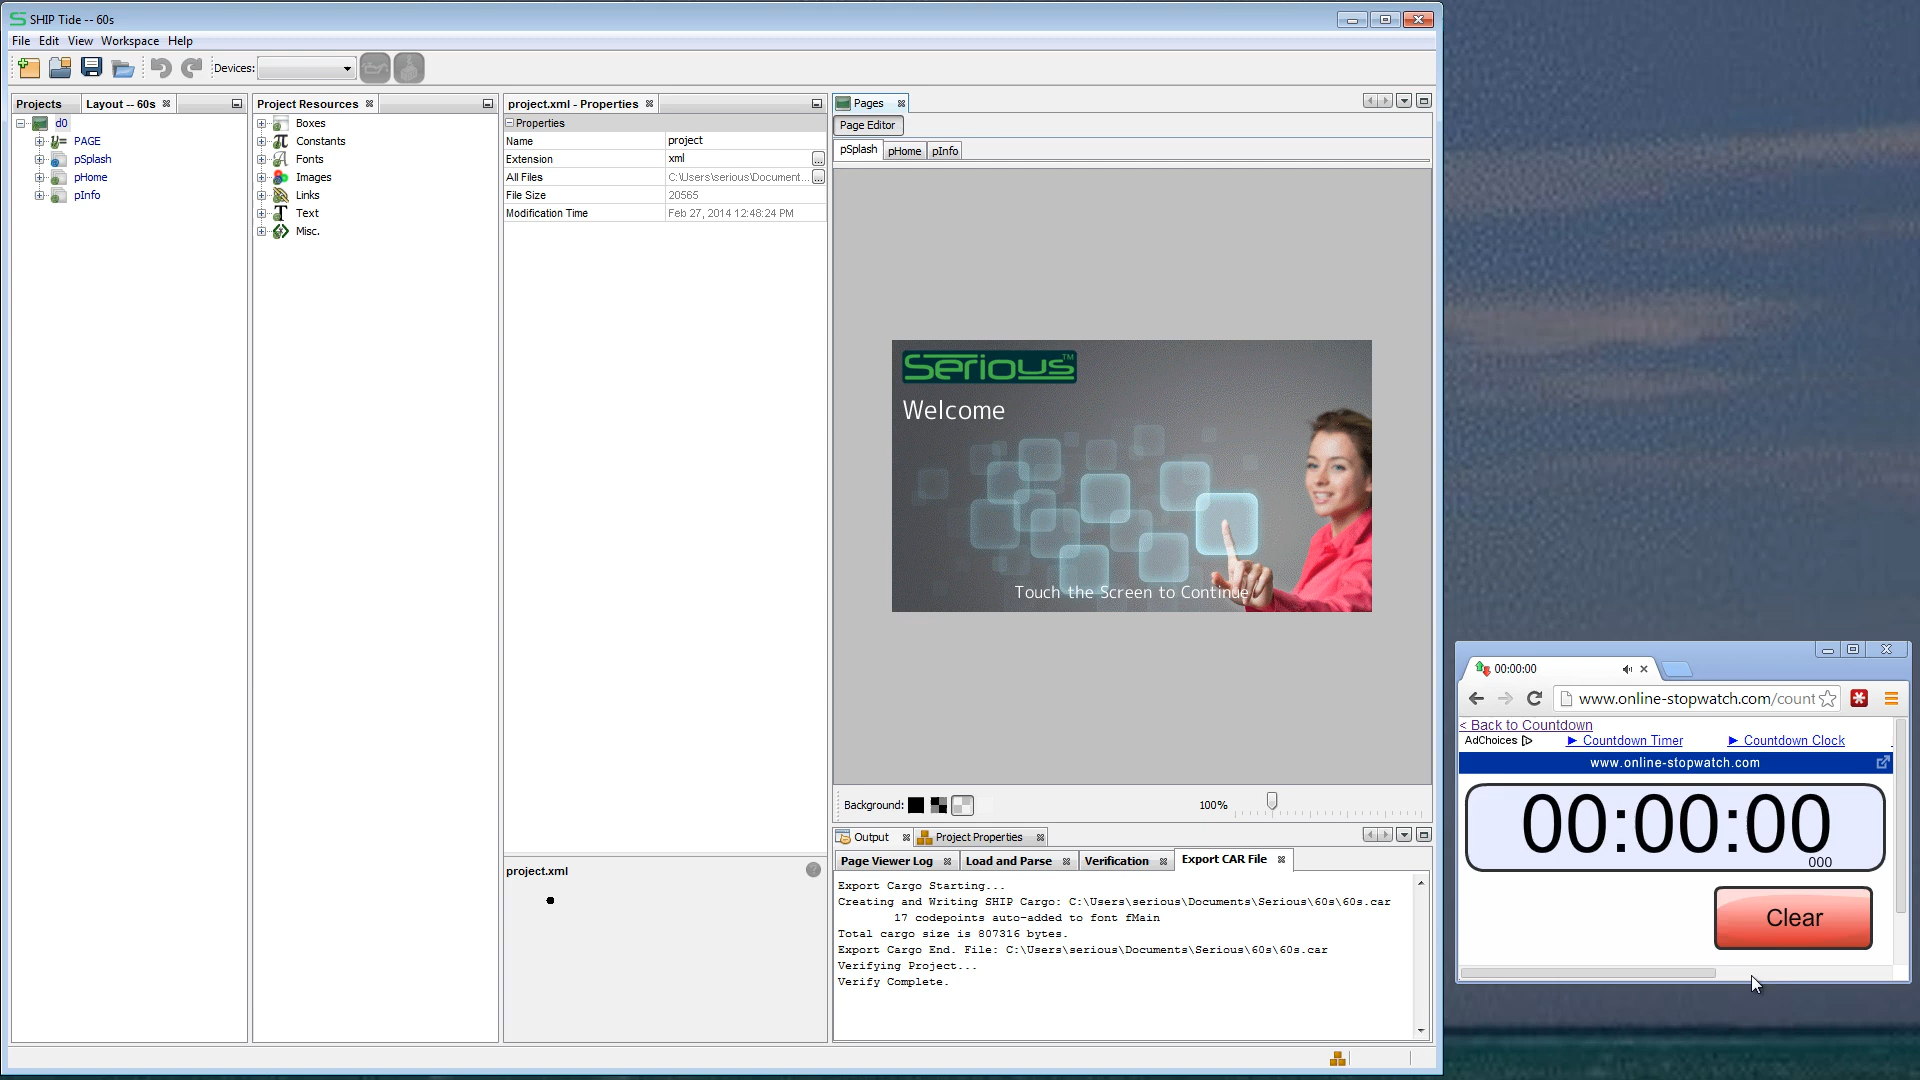 SHIP Tide -- 60s
File Edit View Workspace Help
Devices:
Projects
Layout -- 60s
d0
PAGE
pSplash
pHome
pInfo
Project Resources
Boxes
Constants
Fonts
Images
Links
Text
Misc.
project.xml - Properties
Properties
Name project
Extension xml
All Files C:\Users\serious\Document...
File Size 20565
Modification Time Feb 27, 2014 12:48:24 PM
project.xml
Pages
Page Editor
pSplash pHome pInfo
Serious™
Welcome
Touch the Screen to Continue
Background: 100%
Output Project Properties
Page Viewer Log Load and Parse Verification Export CAR File
Export Cargo Starting...
Creating and Writing SHIP Cargo: C:\Users\serious\Documents\Serious\60s\60s.car
17 codepoints auto-added to font fMain
Total cargo size is 807316 bytes.
Export Cargo End. File: C:\Users\serious\Documents\Serious\60s\60s.car
Verifying Project...
Verify Complete.
00:00:00
www.online-stopwatch.com/count
< Back to Countdown
AdChoices Countdown Timer Countdown Clock
www.online-stopwatch.com
00:00:00
000
Clear